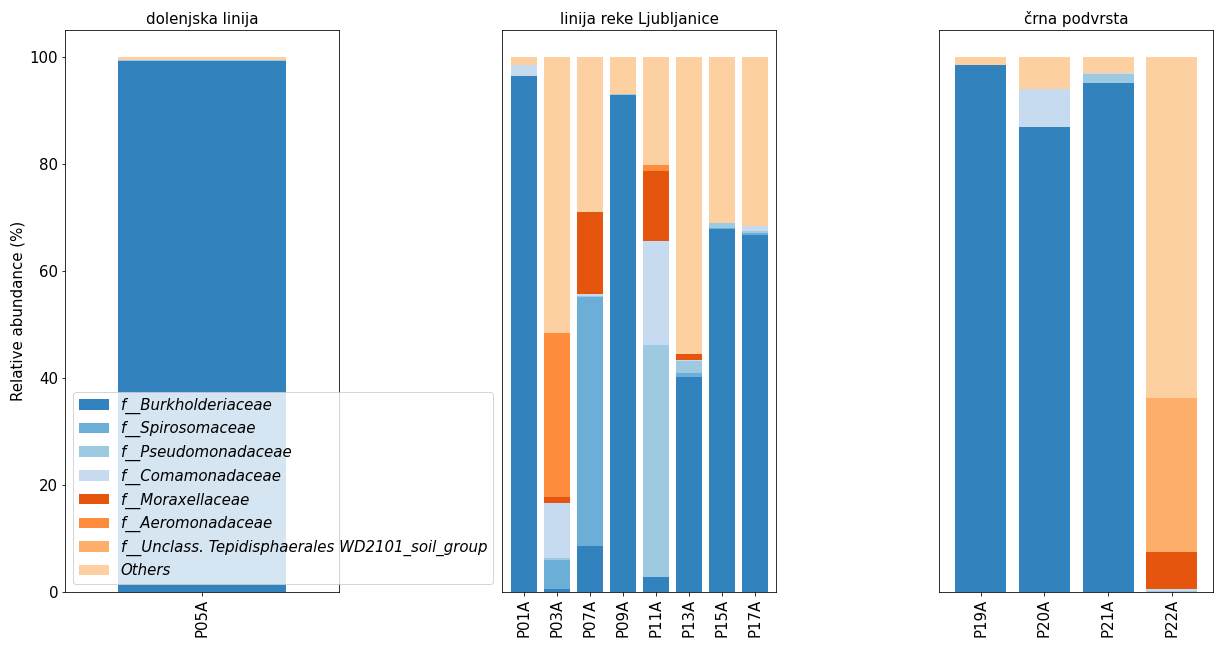 dolenjska linija
linija reke Ljubljanice
črna podvrsta
Relative abundance (%)
100
80
60
40
20
0
f__Burkholderiaceae
f__Spirosomaceae
f__Pseudomonadaceae
f__Comamonadaceae
f__Moraxellaceae
f__Aeromonadaceae
f__Unclass. Tepidisphaerales WD2101_soil_group
Others
P05A
P01A
P03A
P07A
P09A
P11A
P13A
P15A
P17A
P19A
P20A
P21A
P22A